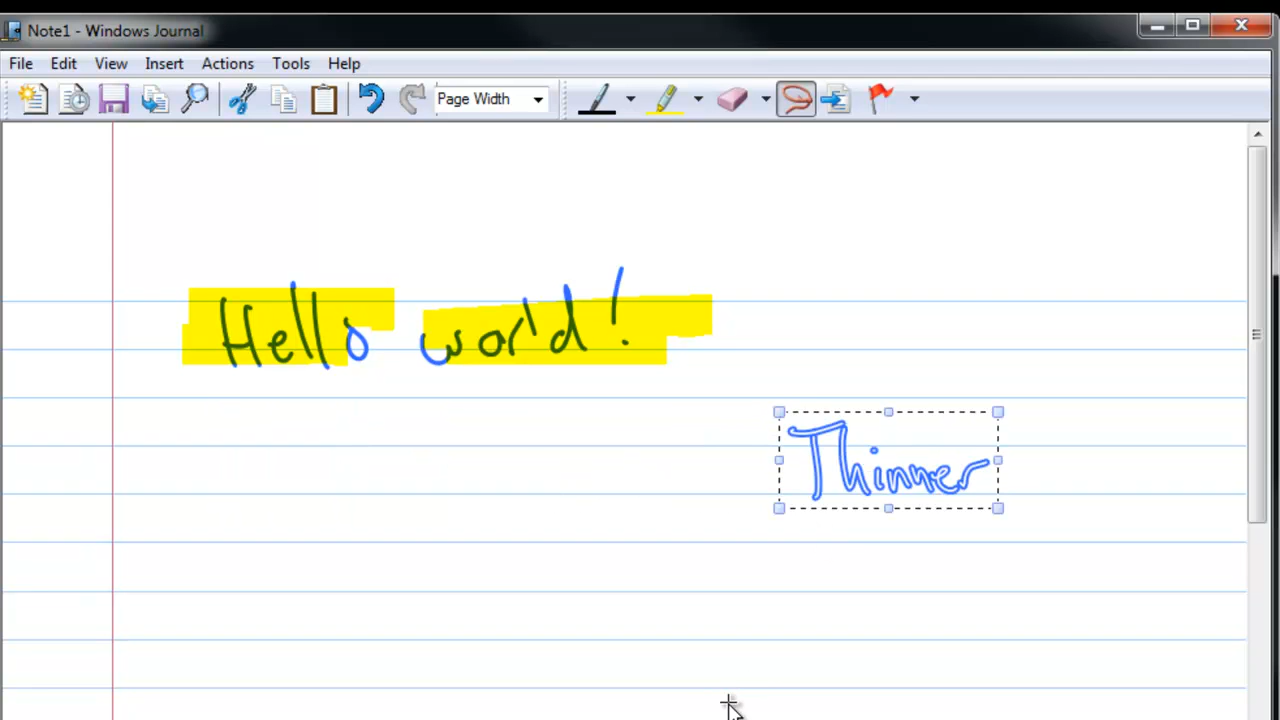 Note1 - Windows Journal
File Edit View Insert Actions Tools Help
Page Width
Hello world!
Thinner